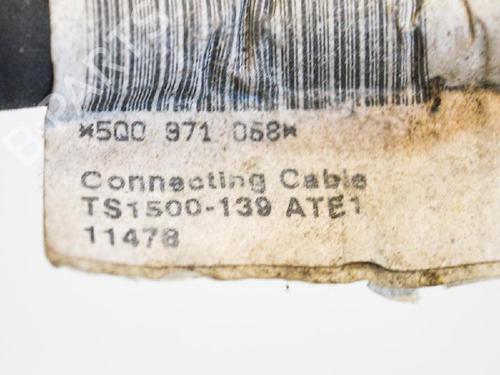 *5Q0 971 058*
Connecting Cable
TS1500-139 ATE1
11478